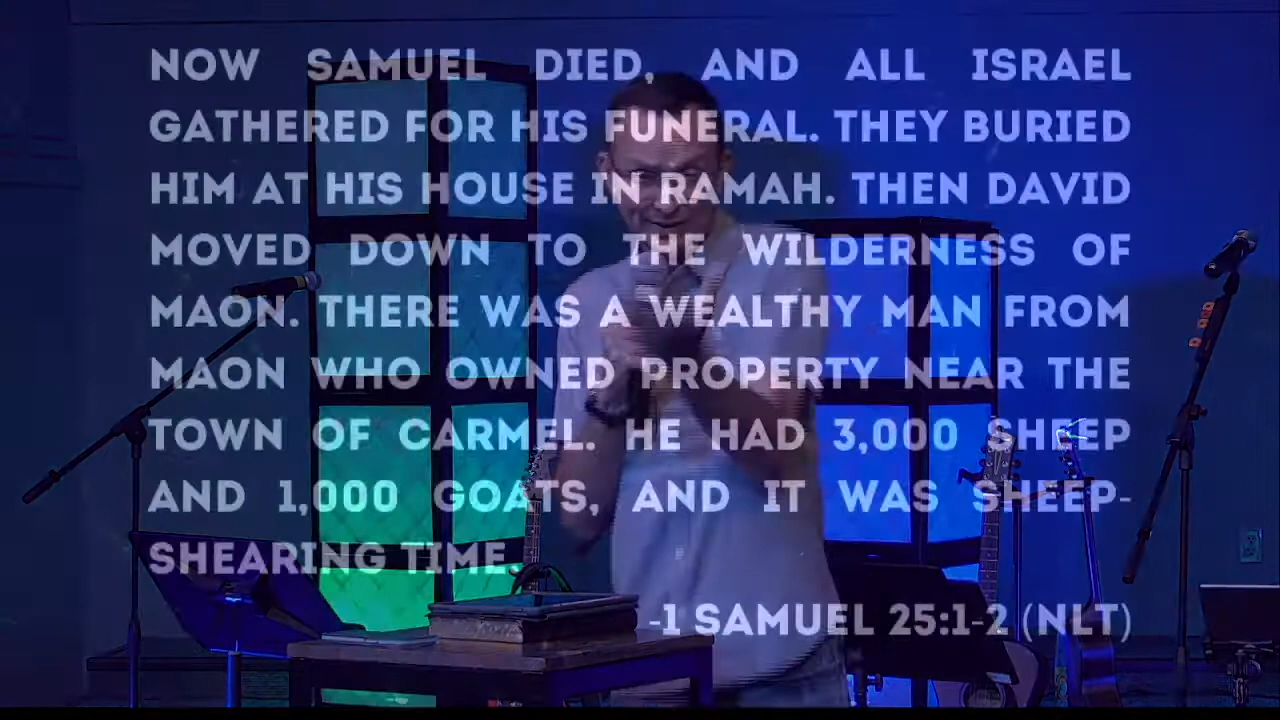 NOW SAMUEL DIED, AND ALL ISRAEL
GATHERED FOR HIS FUNERAL. THEY BURIED
HIM AT HIS HOUSE IN RAMAH. THEN DAVID
MOVED DOWN TO THE WILDERNESS OF
MAON. THERE WAS A WEALTHY MAN FROM
MAON WHO OWNED PROPERTY NEAR THE
TOWN OF CARMEL. HE HAD 3,000 SHEEP
AND 1,000 GOATS, AND IT WAS SHEEP-
SHEARING TIME.
-1 SAMUEL 25:1-2 (NLT)